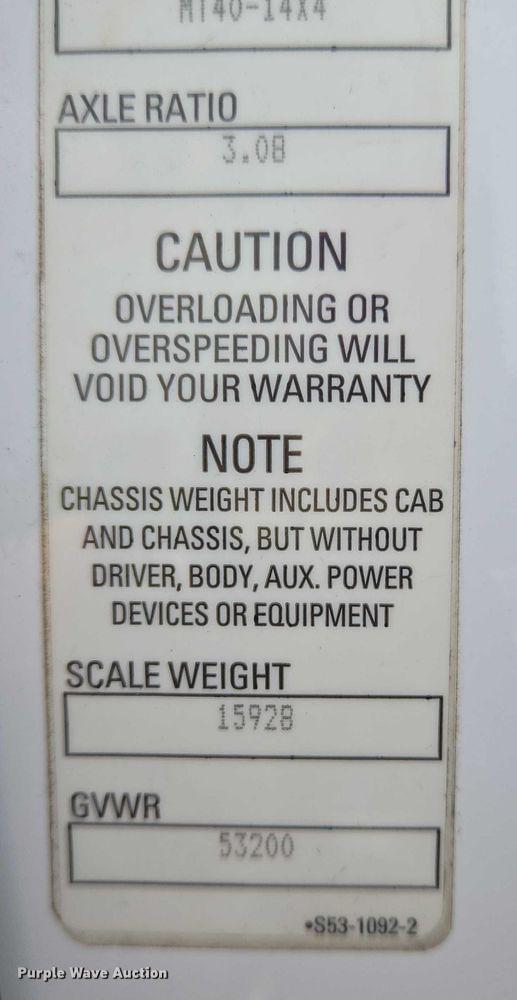 MT40-14X4
AXLE RATIO
3.08
CAUTION
OVERLOADING OR
OVERSPEEDING WILL
VOID YOUR WARRANTY
NOTE
CHASSIS WEIGHT INCLUDES CAB
AND CHASSIS, BUT WITHOUT
DRIVER, BODY, AUX. POWER
DEVICES OR EQUIPMENT
SCALE WEIGHT
15928
GVWR
53200
•S53-1092-2
Purple Wave Auction